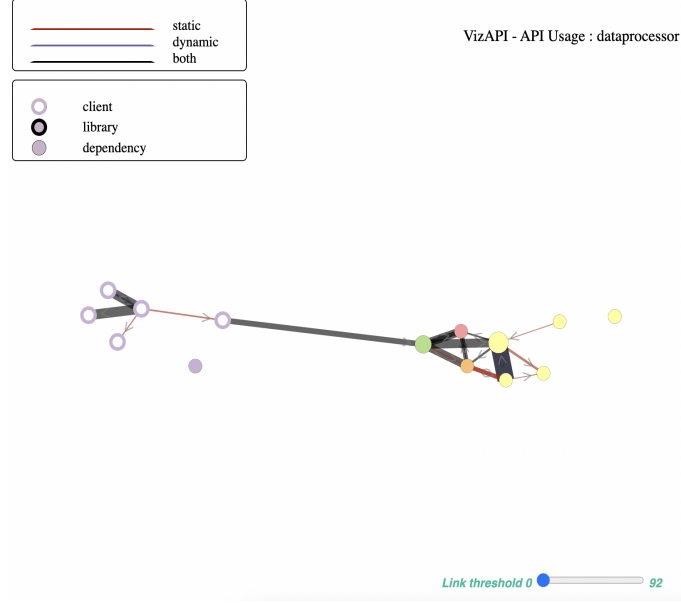 static
dynamic
both
VizAPI - API Usage : dataprocessor
client
library
dependency
Link threshold 0 92